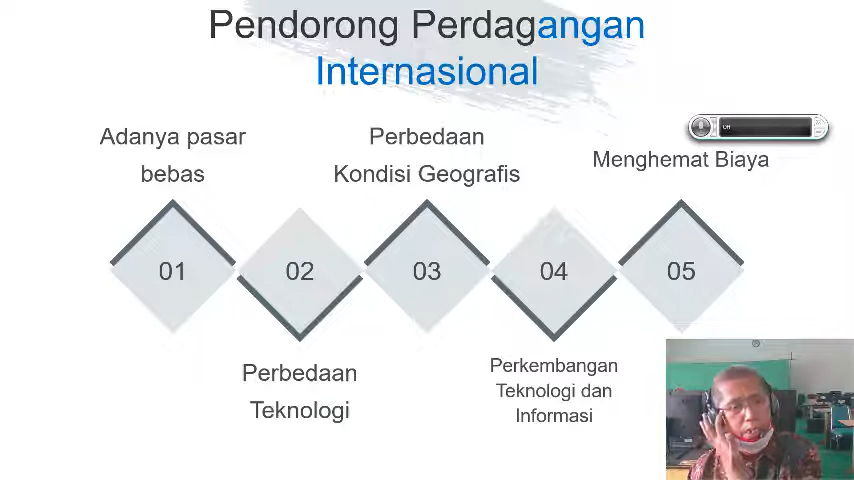 Pendorong Perdagangan
Internasional
Adanya pasar
bebas
Perbedaan
Kondisi Geografis
Menghemat Biaya
01
02
03
04
05
Perbedaan
Teknologi
Perkembangan
Teknologi dan
Informasi